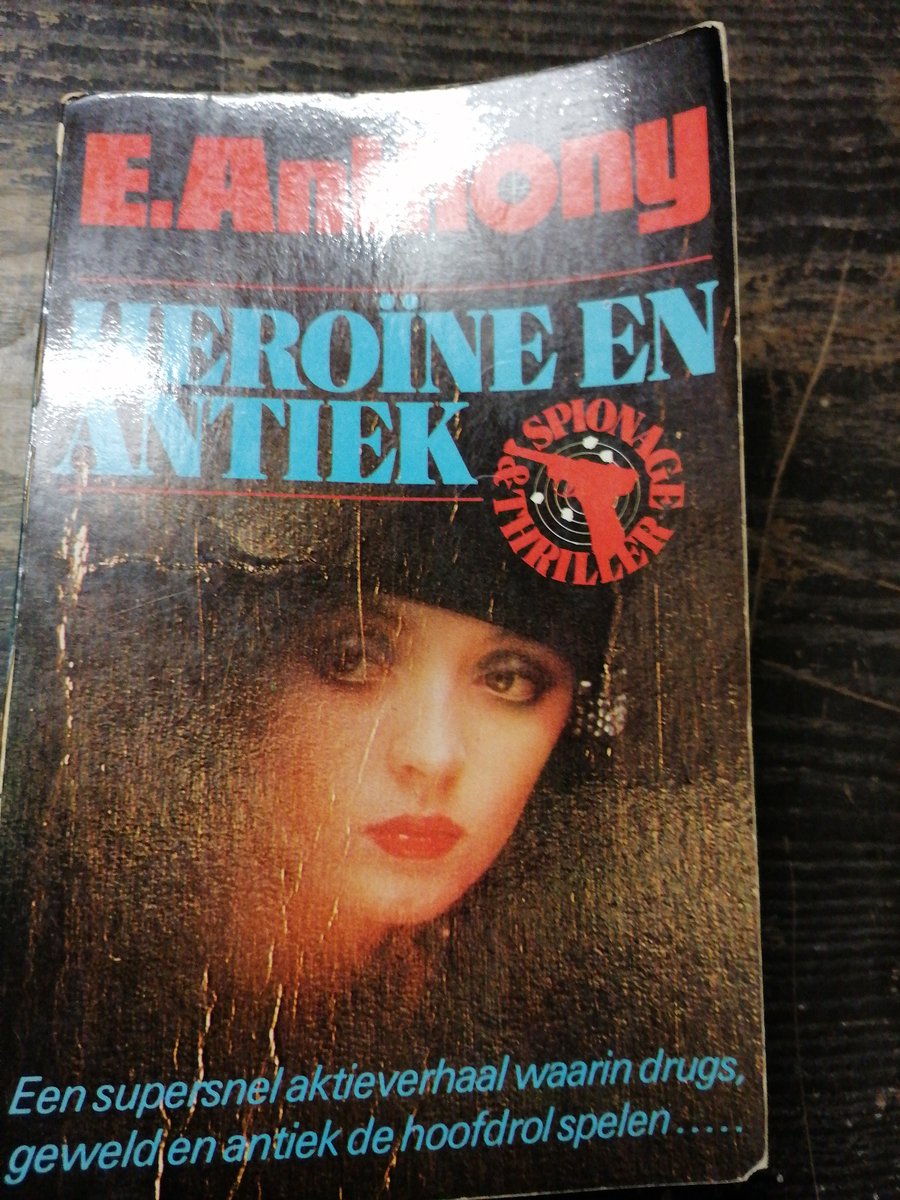 E.Anthony
HEROÏNE EN
ANTIEK
SPIONAGE
& THRILLER
Een supersnel aktieverhaal waarin drugs,
geweld en antiek de hoofdrol spelen.....